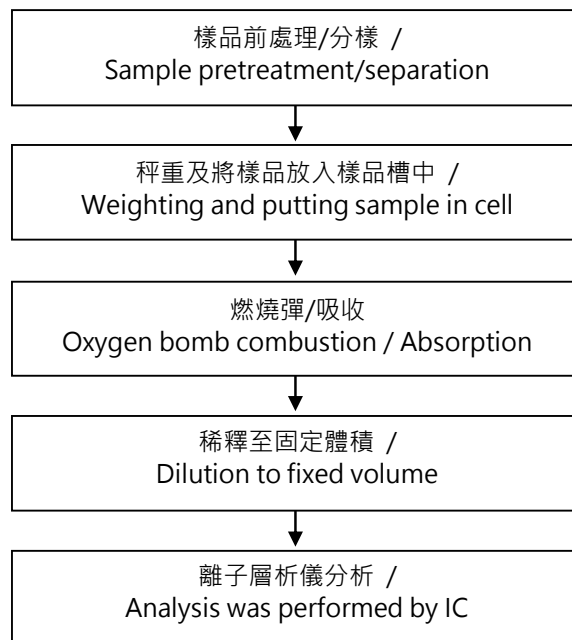 樣品前處理/分樣 /
Sample pretreatment/separation
秤重及將樣品放入樣品槽中 /
Weighting and putting sample in cell
燃燒彈/吸收
Oxygen bomb combustion / Absorption
稀釋至固定體積 /
Dilution to fixed volume
離子層析儀分析 /
Analysis was performed by IC